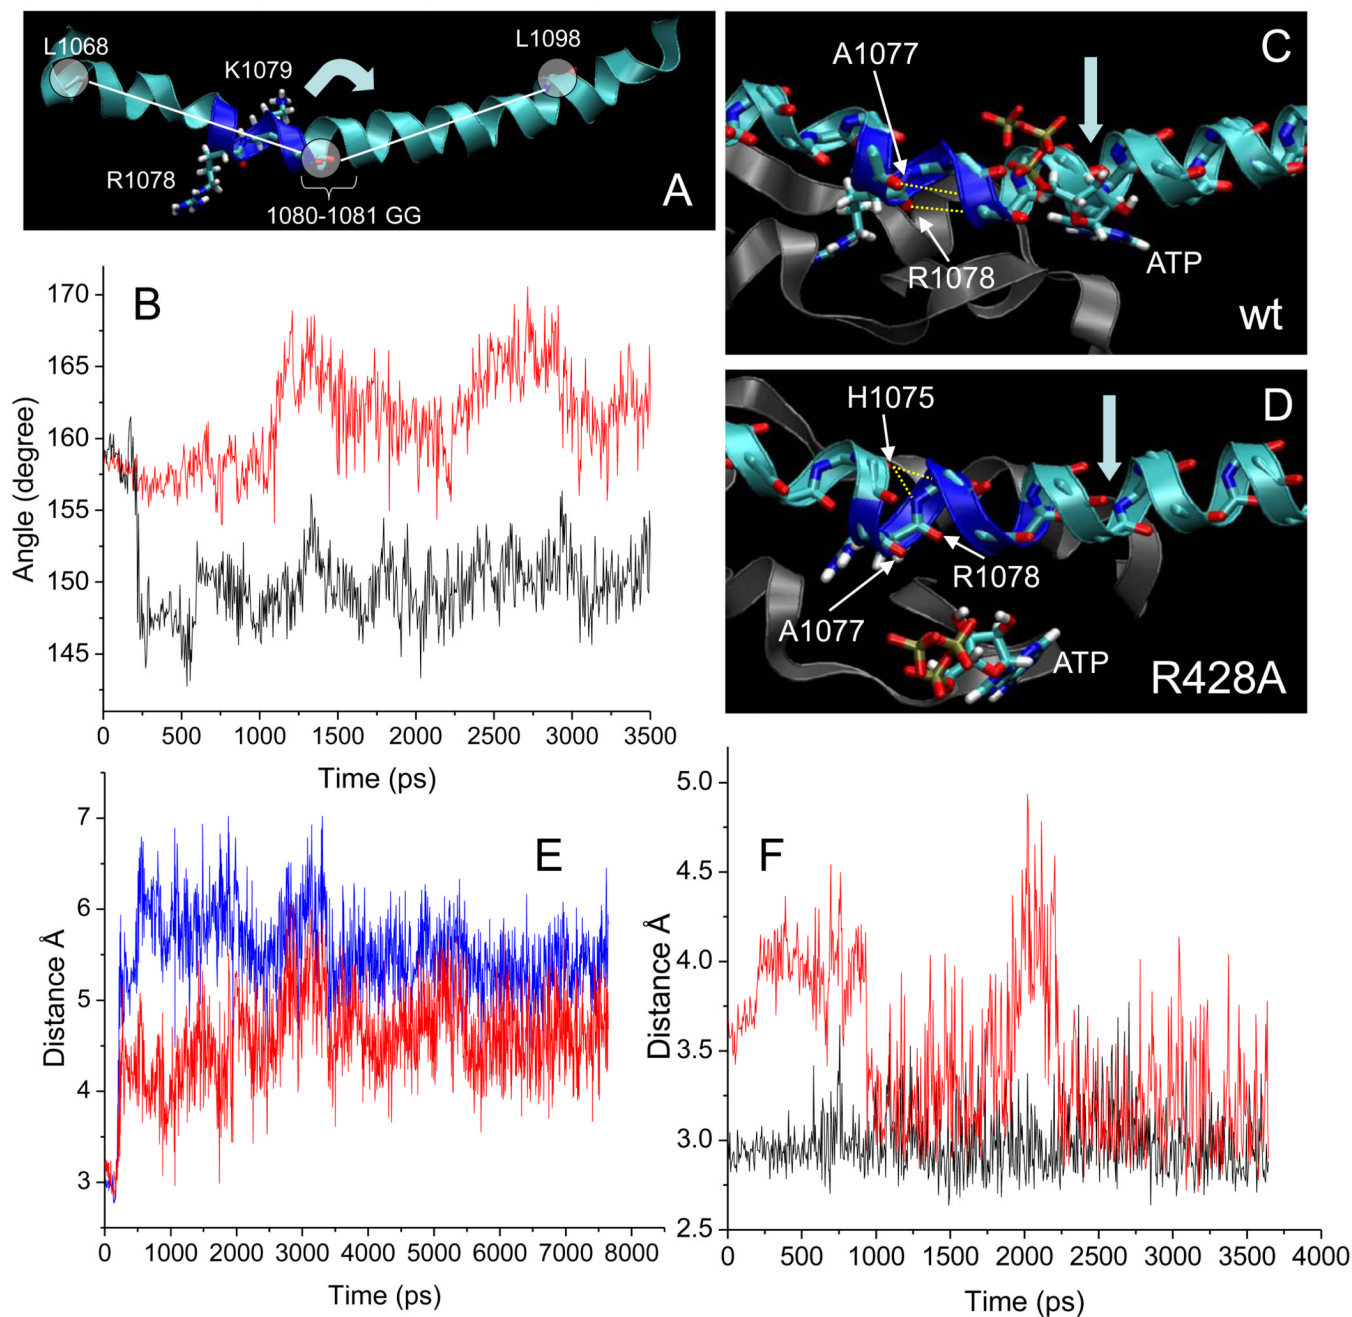 L1068
K1079
L1098
R1078
1080-1081 GG
A
A1077
C
R1078
ATP
wt
B
170
165
160
155
150
145
Angle (degree)
0 500 1000 1500 2000 2500 3000 3500
Time (ps)
H1075
D
R1078
A1077
ATP
R428A
E
7
6
5
4
3
Distance Å
0 1000 2000 3000 4000 5000 6000 7000 8000
Time (ps)
F
5.0
4.5
4.0
3.5
3.0
2.5
Distance Å
0 500 1000 1500 2000 2500 3000 3500 4000
Time (ps)